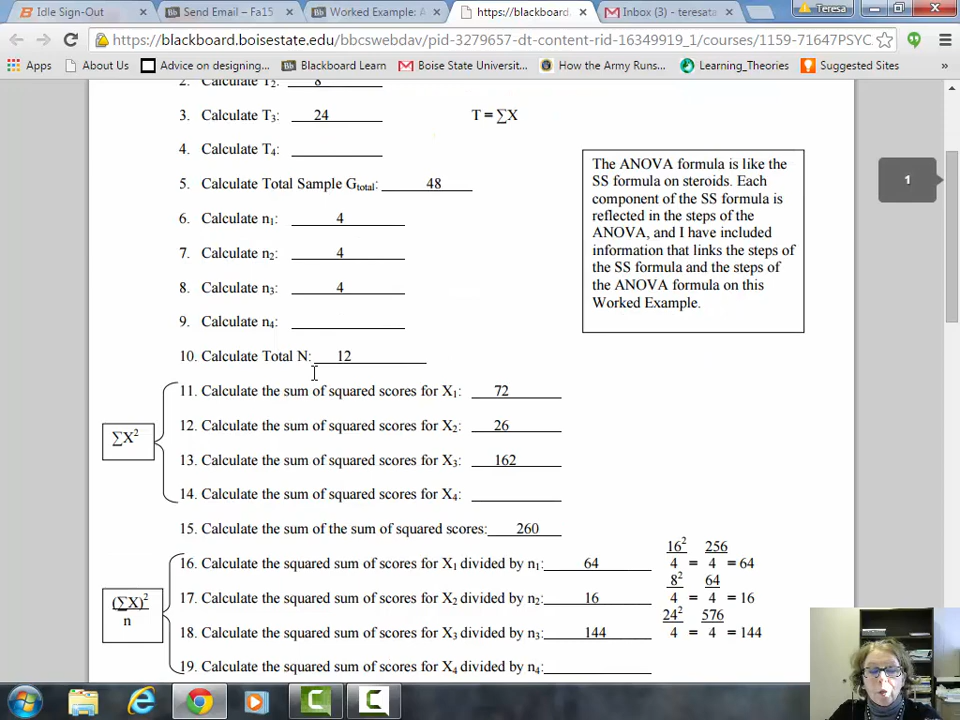 Idle Sign-Out
Send Email – Fa15
Worked Example: A
https://blackboard
Inbox (3) - teresata
Teresa
https://blackboard.boisestate.edu/bbcswebdav/pid-3279657-dt-content-rid-16349919_1/courses/1159-71647PSYC
Apps
About Us
Advice on designing...
Blackboard Learn
Boise State Universit...
How the Army Runs...
Learning_Theories
Suggested Sites
»
2. Calculate T2: 8
3. Calculate T3: 24 T = ∑X
4. Calculate T4:
5. Calculate Total Sample Gtotal: 48
6. Calculate n1: 4
7. Calculate n2: 4
8. Calculate n3: 4
9. Calculate n4:
10. Calculate Total N: 12
The ANOVA formula is like the
SS formula on steroids. Each
component of the SS formula is
reflected in the steps of the
ANOVA, and I have included
information that links the steps of
the SS formula and the steps of
the ANOVA formula on this
Worked Example.
1
∑X²
11. Calculate the sum of squared scores for X1: 72
12. Calculate the sum of squared scores for X2: 26
13. Calculate the sum of squared scores for X3: 162
14. Calculate the sum of squared scores for X4:
15. Calculate the sum of the sum of squared scores: 260
(∑X)²
n
16. Calculate the squared sum of scores for X1 divided by n1: 64
17. Calculate the squared sum of scores for X2 divided by n2: 16
18. Calculate the squared sum of scores for X3 divided by n3: 144
19. Calculate the squared sum of scores for X4 divided by n4:
16² 256
4 = 4 = 64
8² 64
4 = 4 = 16
24² 576
4 = 4 = 144